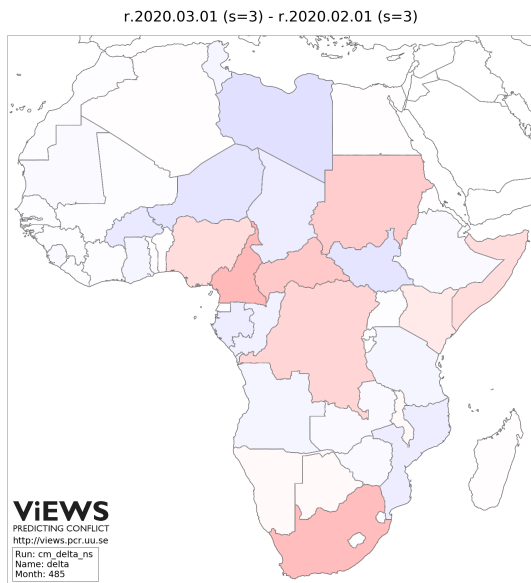 r.2020.03.01 (s=3) - r.2020.02.01 (s=3)
ViEWS
PREDICTING CONFLICT
http://views.pcr.uu.se
Run: cm_delta_ns
Name: delta
Month: 485